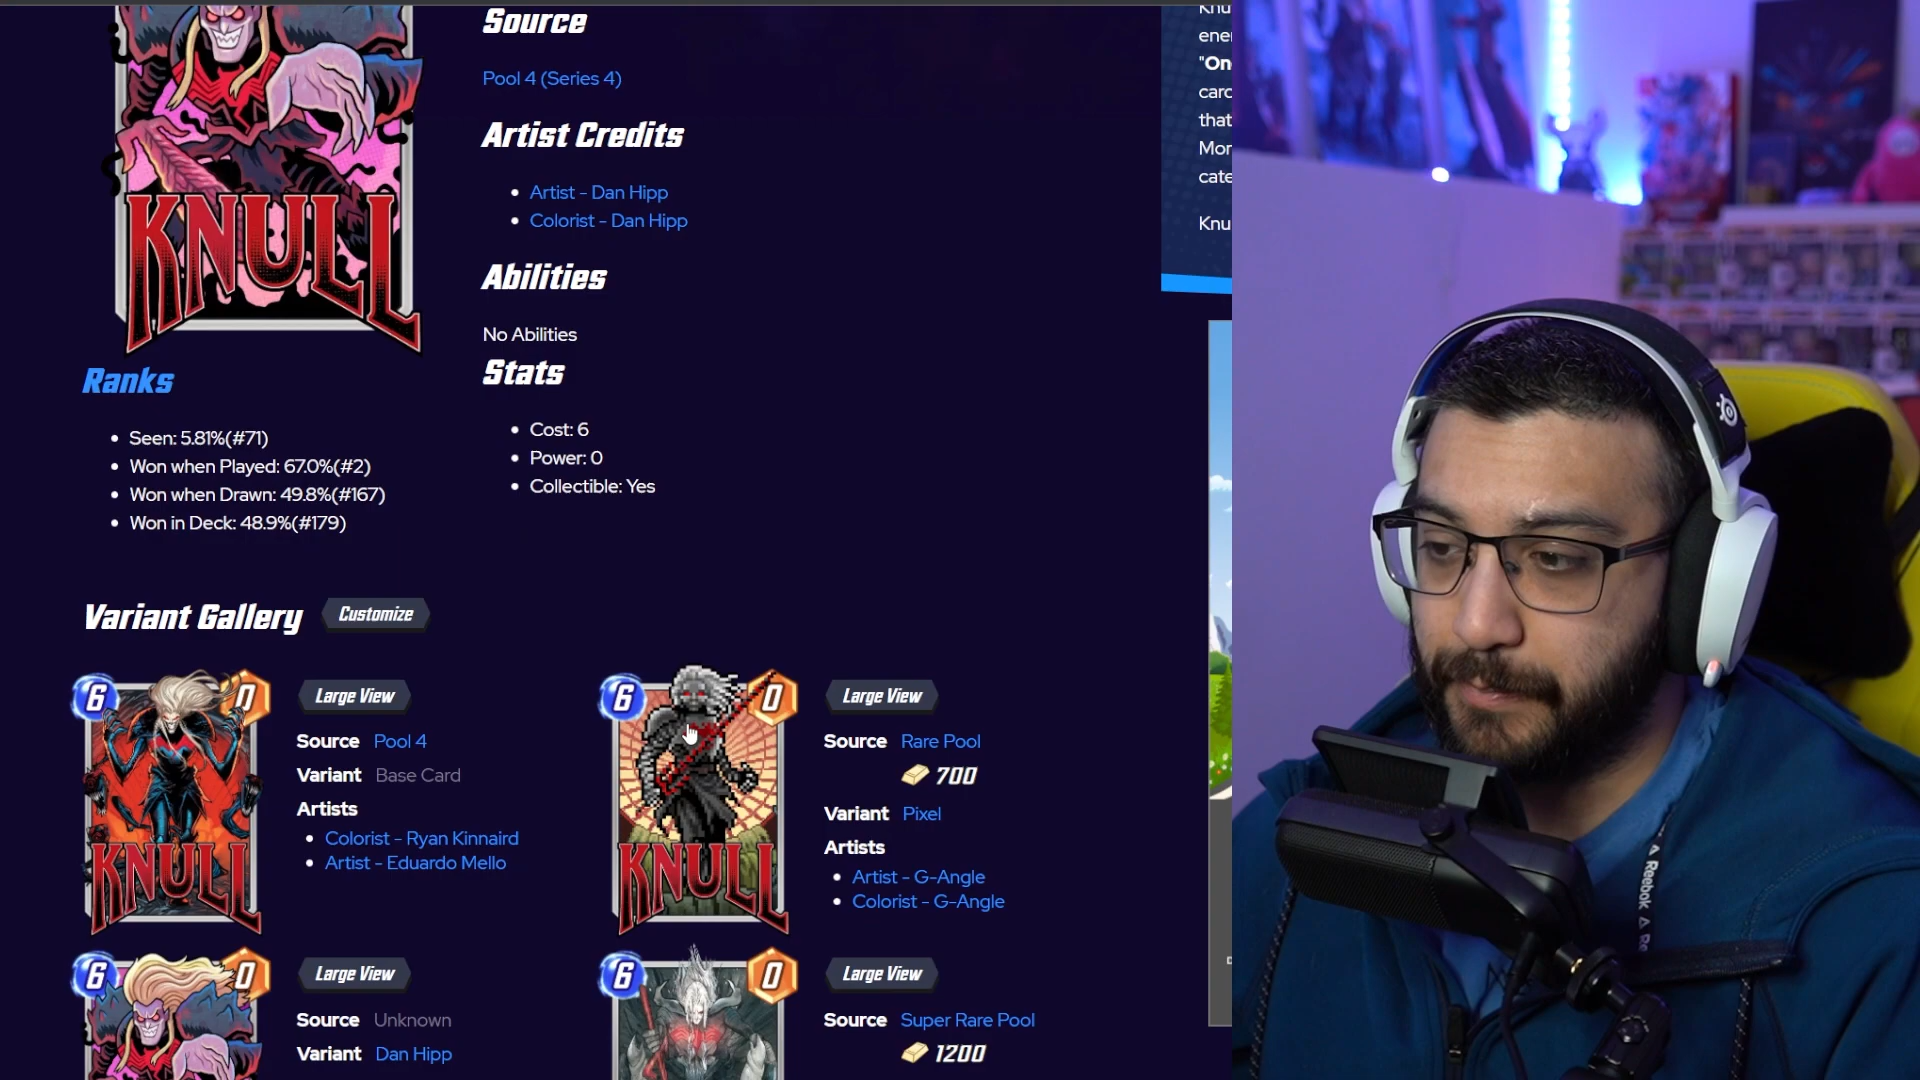 Source
Pool 4 (Series 4)
Artist Credits
Artist - Dan Hipp
Colorist - Dan Hipp
Abilities
No Abilities
Stats
Cost: 6
Power: 0
Collectible: Yes
KNULL
Ranks
Seen: 5.81%(#71)
Won when Played: 67.0%(#2)
Won when Drawn: 49.8%(#167)
Won in Deck: 48.9%(#179)
Variant Gallery
Customize
6
0
KNULL
Large View
Source Pool 4
Variant Base Card
Artists
Colorist - Ryan Kinnaird
Artist - Eduardo Mello
6
0
KNULL
Large View
Source Rare Pool
700
Variant Pixel
Artists
Artist - G-Angle
Colorist - G-Angle
6
0
Large View
Source Unknown
Variant Dan Hipp
6
0
Large View
Source Super Rare Pool
1200
Knu
ener
"On
card
that
Mor
cate
Knu
Reebok